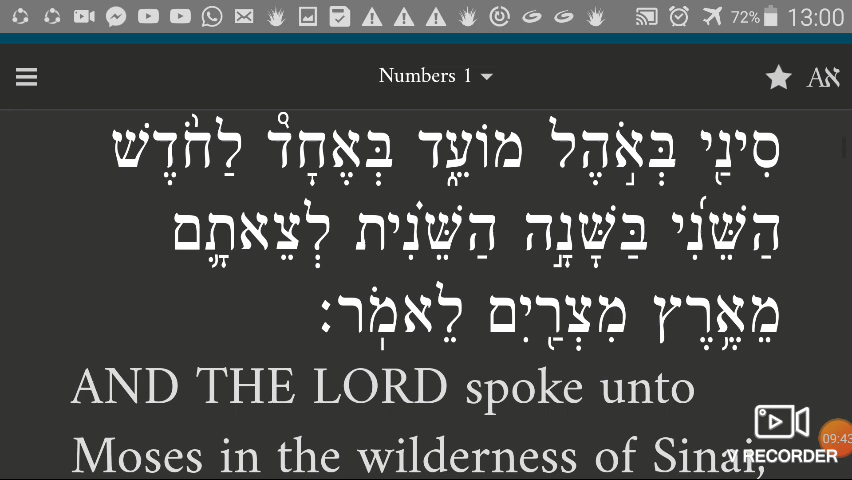 72% 13:00
Numbers 1
Aא
סִינַ֖י בְּאֹ֣הֶל מוֹעֵ֑ד בְּאֶחָד֩ לַחֹ֨דֶשׁ
הַשֵּׁנִ֜י בַּשָּׁנָ֣ה הַשֵּׁנִ֗ית לְצֵאתָ֛ם
מֵאֶ֥רֶץ מִצְרַ֖יִם לֵאמֹֽר׃
AND THE LORD spoke unto
Moses in the wilderness of Sinai,
09:43
V RECORDER